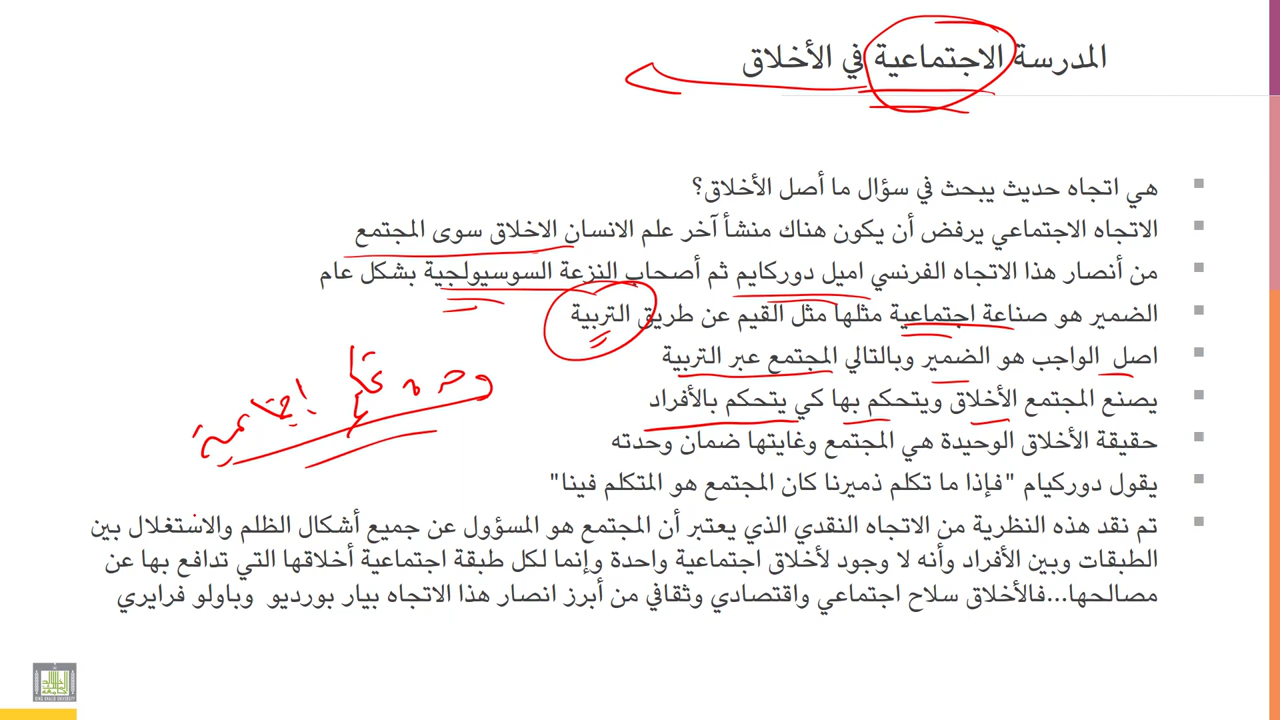 المدرسة الاجتماعية في الأخلاق
هي اتجاه حديث يبحث في سؤال ما أصل الأخلاق؟
الاتجاه الاجتماعي يرفض أن يكون هناك منشأ آخر علم الانسان الاخلاق سوى المجتمع
من أنصار هذا الاتجاه الفرنسي اميل دوركايم ثم أصحاب النزعة السوسيولجية بشكل عام
الضمير هو صناعة اجتماعية مثلها مثل القيم عن طريق التربية
اصل الواجب هو الضمير وبالتالي المجتمع عبر التربية
يصنع المجتمع الأخلاق ويتحكم بها كي يتحكم بالأفراد
حقيقة الأخلاق الوحيدة هي المجتمع وغايتها ضمان وحدته
يقول دوركيام "فإذا ما تكلم ذميرنا كان المجتمع هو المتكلم فينا"
تم نقد هذه النظرية من الاتجاه النقدي الذي يعتبر أن المجتمع هو المسؤول عن جميع أشكال الظلم والاستغلال بين
الطبقات وبين الأفراد وأنه لا وجود لأخلاق اجتماعية واحدة وإنما لكل طبقة اجتماعية أخلاقها التي تدافع بها عن
مصالحها...فالأخلاق سلاح اجتماعي واقتصادي وثقافي من أبرز انصار هذا الاتجاه بيار بورديو وباولو فرايري